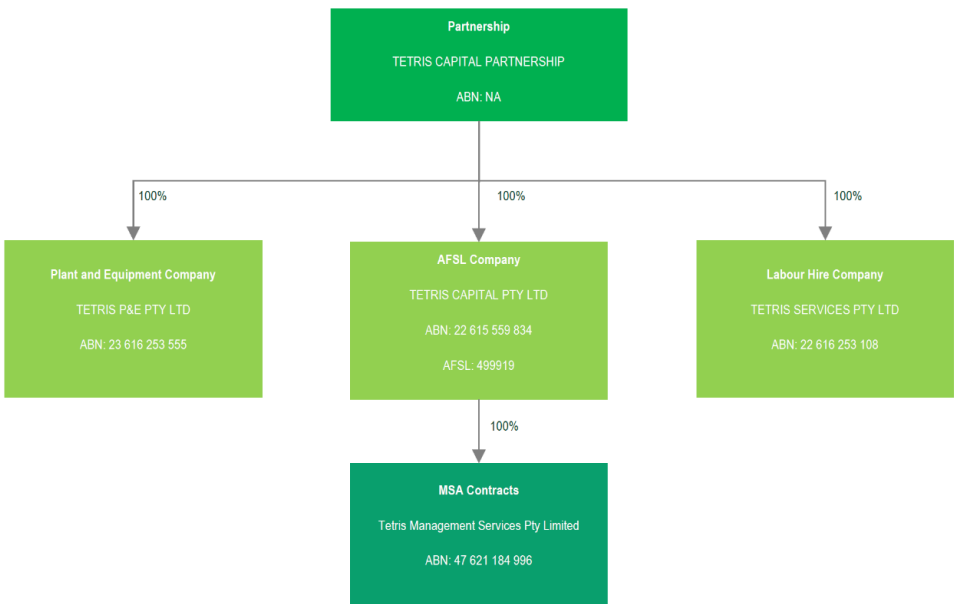 Partnership
TETRIS CAPITAL PARTNERSHIP
ABN: NA
100%
100%
100%
Plant and Equipment Company
TETRIS P&E PTY LTD
ABN: 23 616 253 555
AFSL Company
TETRIS CAPITAL PTY LTD
ABN: 22 615 559 834
AFSL: 499919
Labour Hire Company
TETRIS SERVICES PTY LTD
ABN: 22 616 253 108
100%
MSA Contracts
Tetris Management Services Pty Limited
ABN: 47 621 184 996